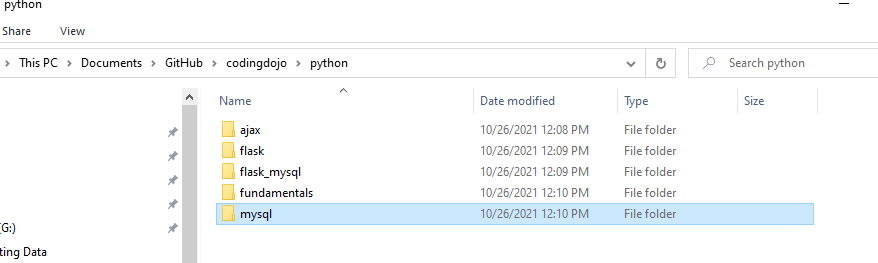 python
Share View
> This PC > Documents > GitHub > codingdojo > python Search python
Name Date modified Type Size
ajax 10/26/2021 12:08 PM File folder
flask 10/26/2021 12:09 PM File folder
flask_mysql 10/26/2021 12:09 PM File folder
fundamentals 10/26/2021 12:10 PM File folder
mysql 10/26/2021 12:10 PM File folder
(G:)
ting Data